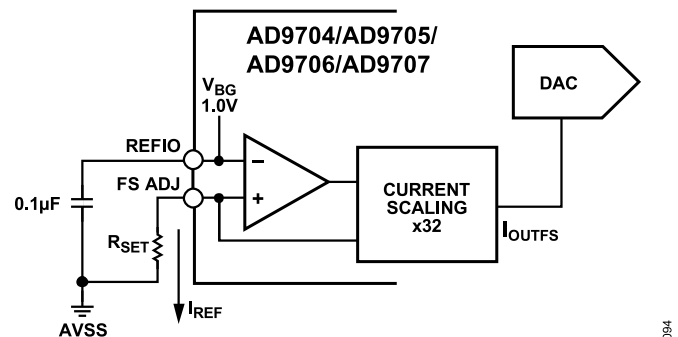 AD9704/AD9705/
AD9706/AD9707
DAC
VBG
1.0V
REFIO
−
FS ADJ
+
0.1µF
CURRENT
SCALING
x32
RSET
IOUTFS
IREF
AVSS
094